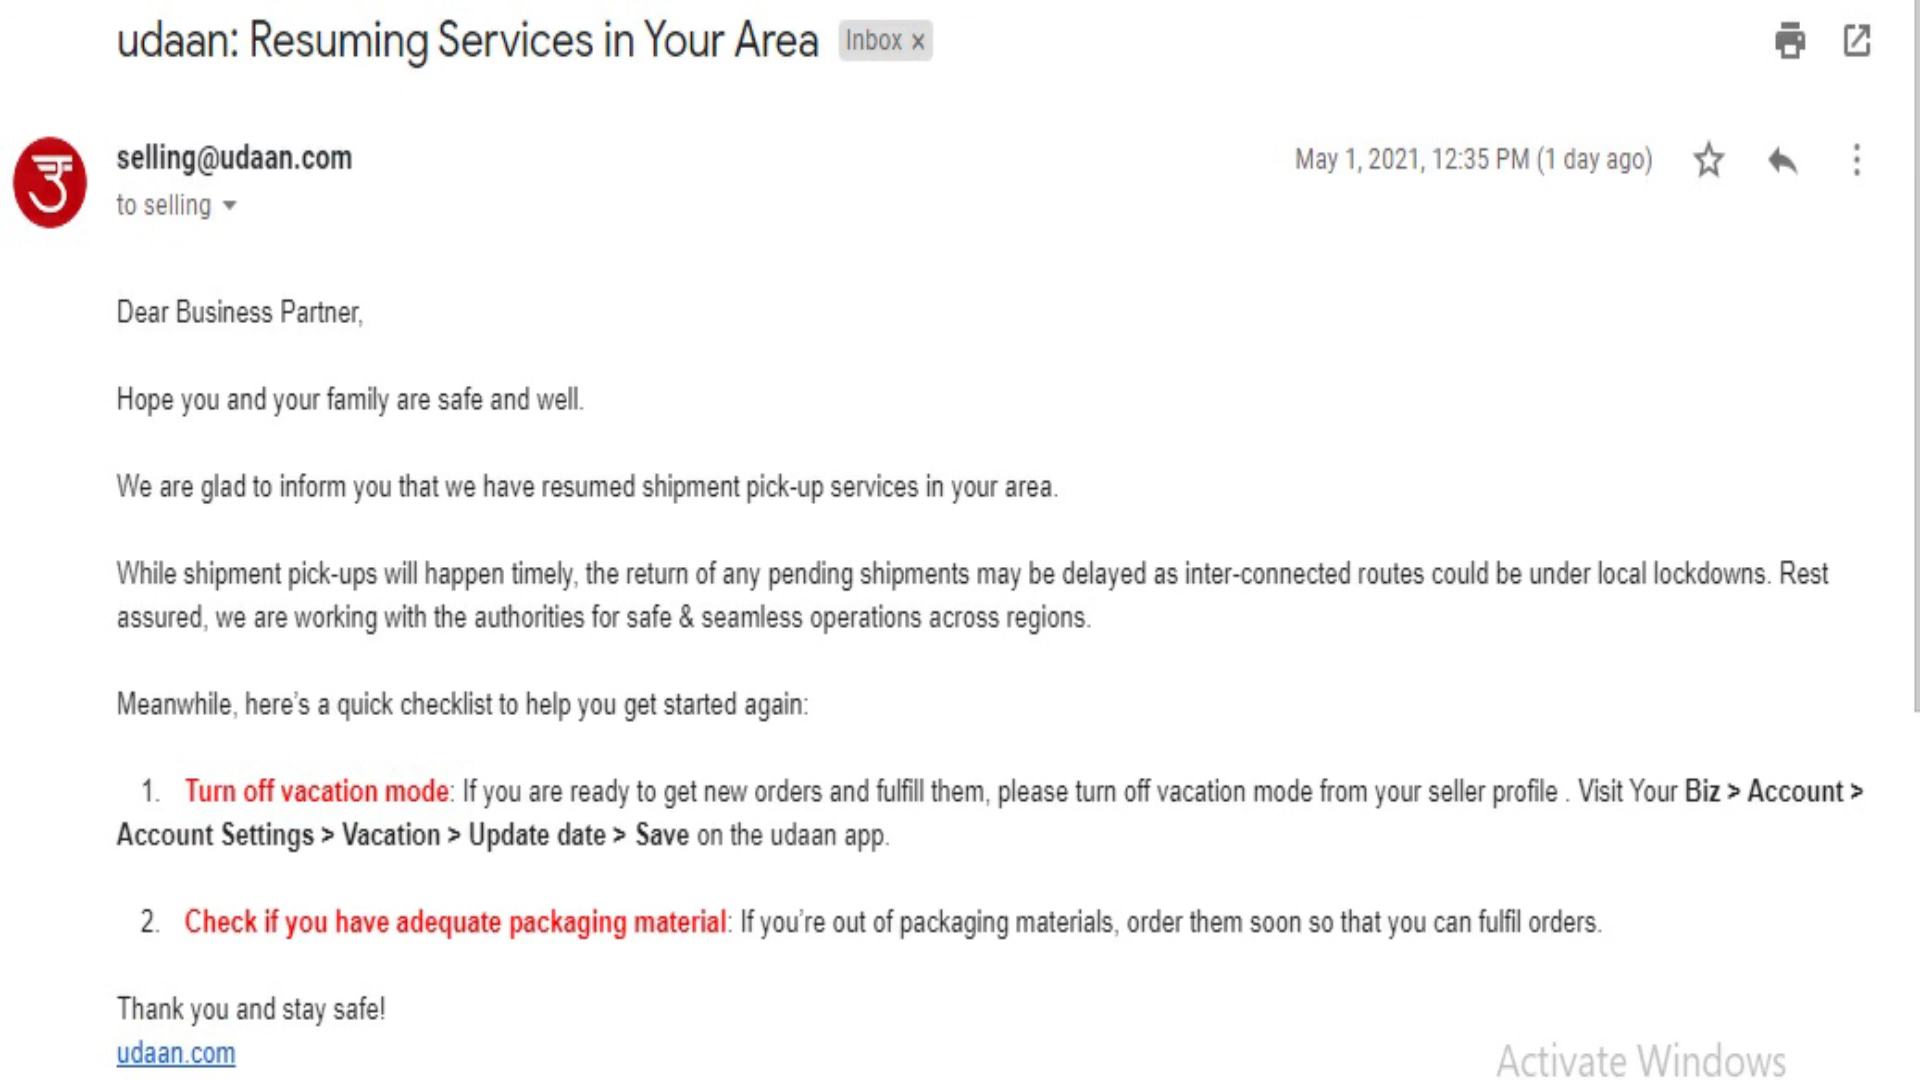 udaan: Resuming Services in Your Area Inbox x
उ
selling@udaan.com
May 1, 2021, 12:35 PM (1 day ago)
to selling
Dear Business Partner,
Hope you and your family are safe and well.
We are glad to inform you that we have resumed shipment pick-up services in your area.
While shipment pick-ups will happen timely, the return of any pending shipments may be delayed as inter-connected routes could be under local lockdowns. Rest
assured, we are working with the authorities for safe & seamless operations across regions.
Meanwhile, here's a quick checklist to help you get started again:
1. Turn off vacation mode: If you are ready to get new orders and fulfill them, please turn off vacation mode from your seller profile . Visit Your Biz > Account >
Account Settings > Vacation > Update date > Save on the udaan app.
2. Check if you have adequate packaging material: If you're out of packaging materials, order them soon so that you can fulfil orders.
Thank you and stay safe!
udaan.com
Activate Windows